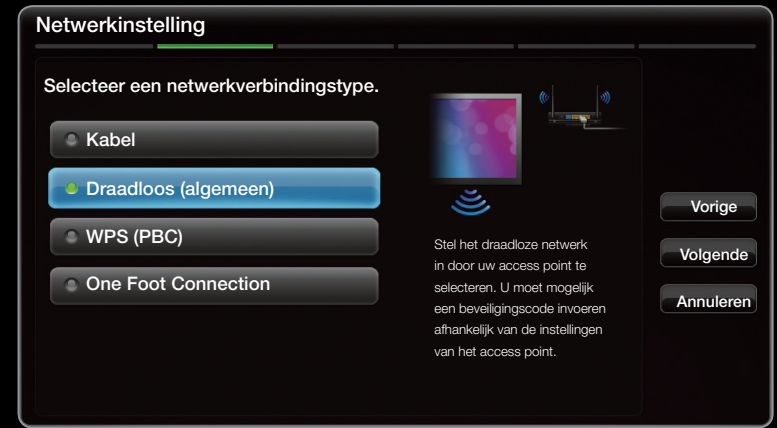 Netwerkinstelling
Selecteer een netwerkverbindingstype.
Kabel
Draadloos (algemeen)
WPS (PBC)
One Foot Connection
Stel het draadloze netwerk
in door uw access point te
selecteren. U moet mogelijk
een beveiligingscode invoeren
afhankelijk van de instellingen
van het access point.
Vorige
Volgende
Annuleren